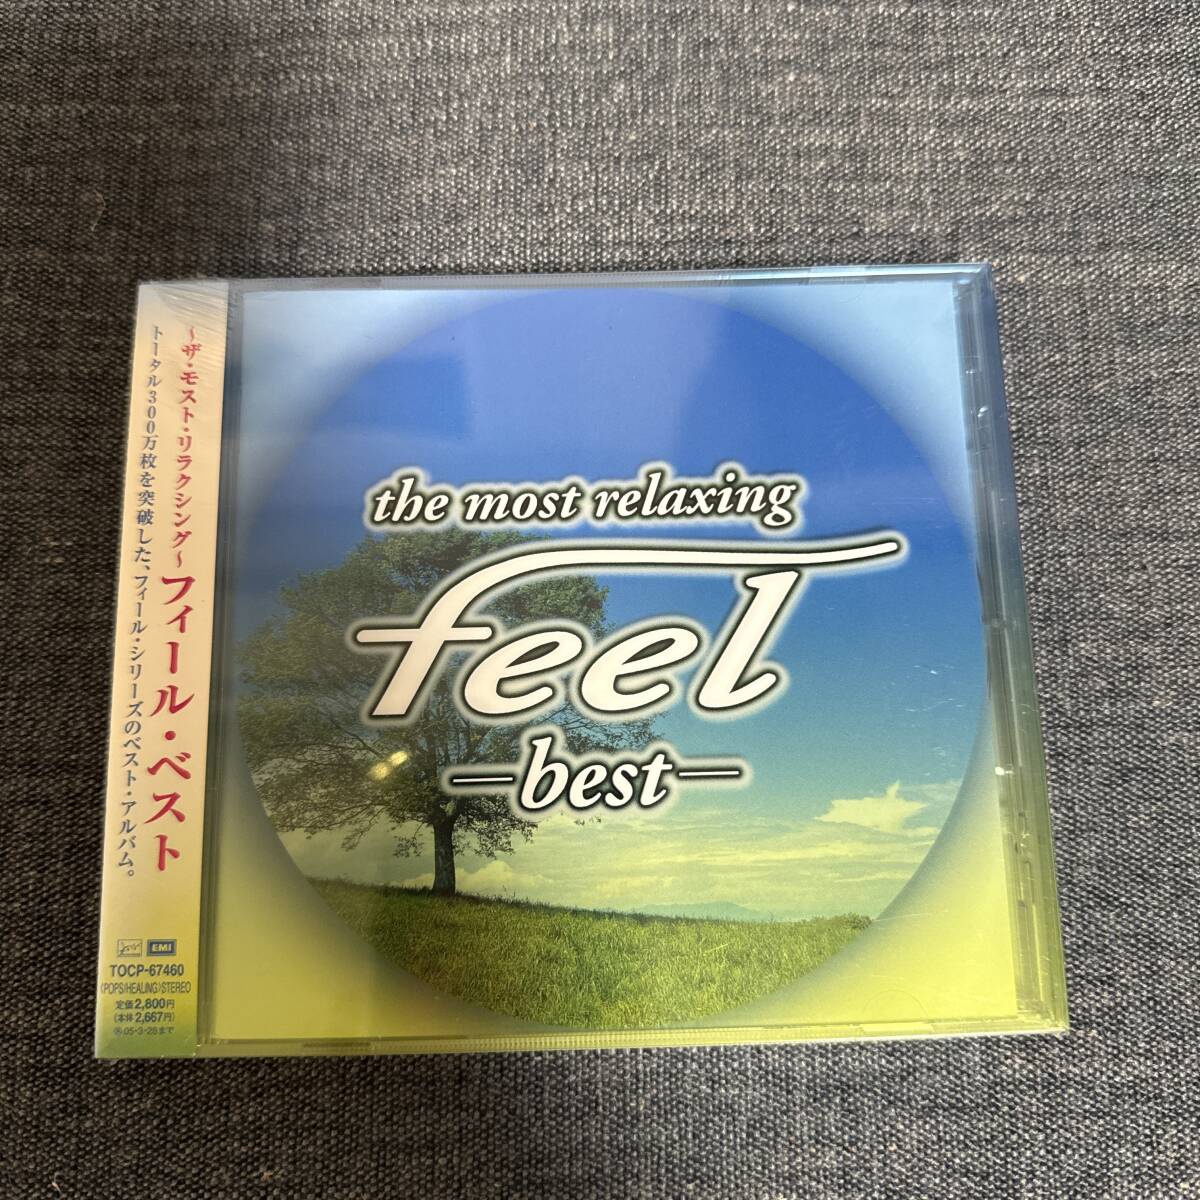 ～ザ・モスト・リラクシング～フィール・ベスト
トータル300万枚を突破した、フィール・シリーズのベスト・アルバム。
EMI
TOCP-67460
〈POPS/HEALING〉STEREO
定価2,800円
(本体2,667円)
05･3･26まで
the most relaxing
feel
—best—